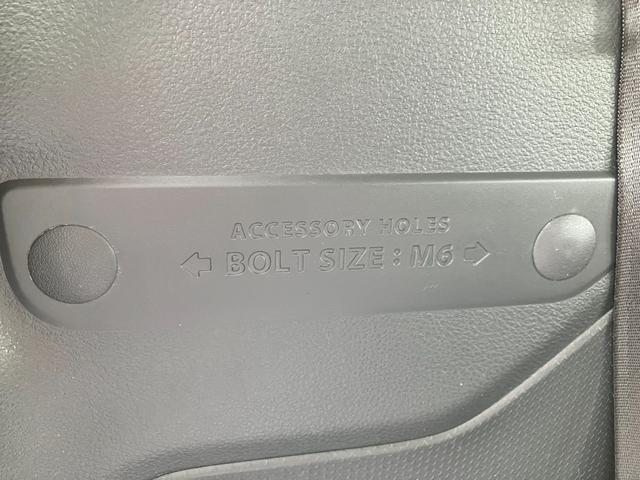 ACCESSORY HOLES
⇦ BOLT SIZE : M6 ⇨